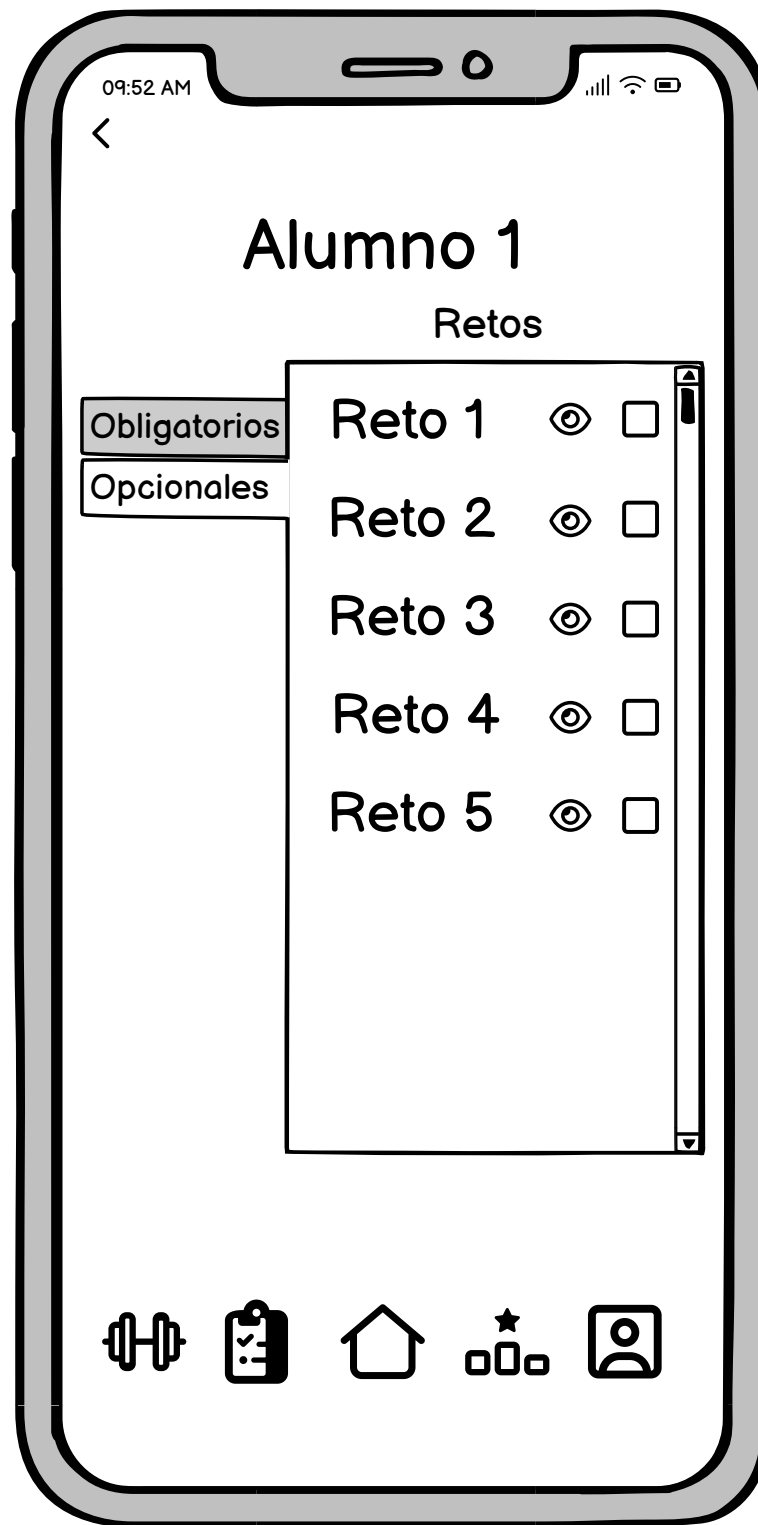 09:52 AM
Alumno 1
Retos
Obligatorios
Opcionales
Reto 1
Reto 2
Reto 3
Reto 4
Reto 5